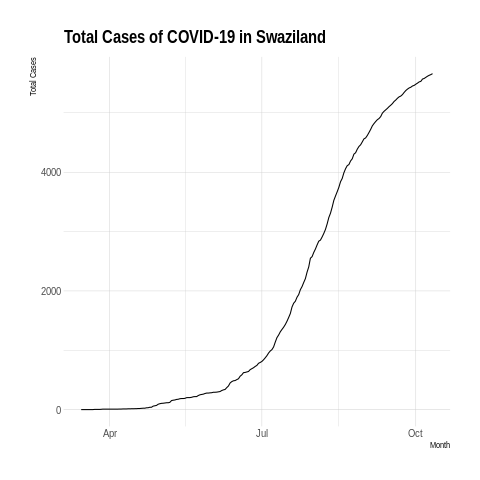 Total Cases of COVID-19 in Swaziland
Total Cases
4000
2000
0
Apr
Jul
Oct
Month